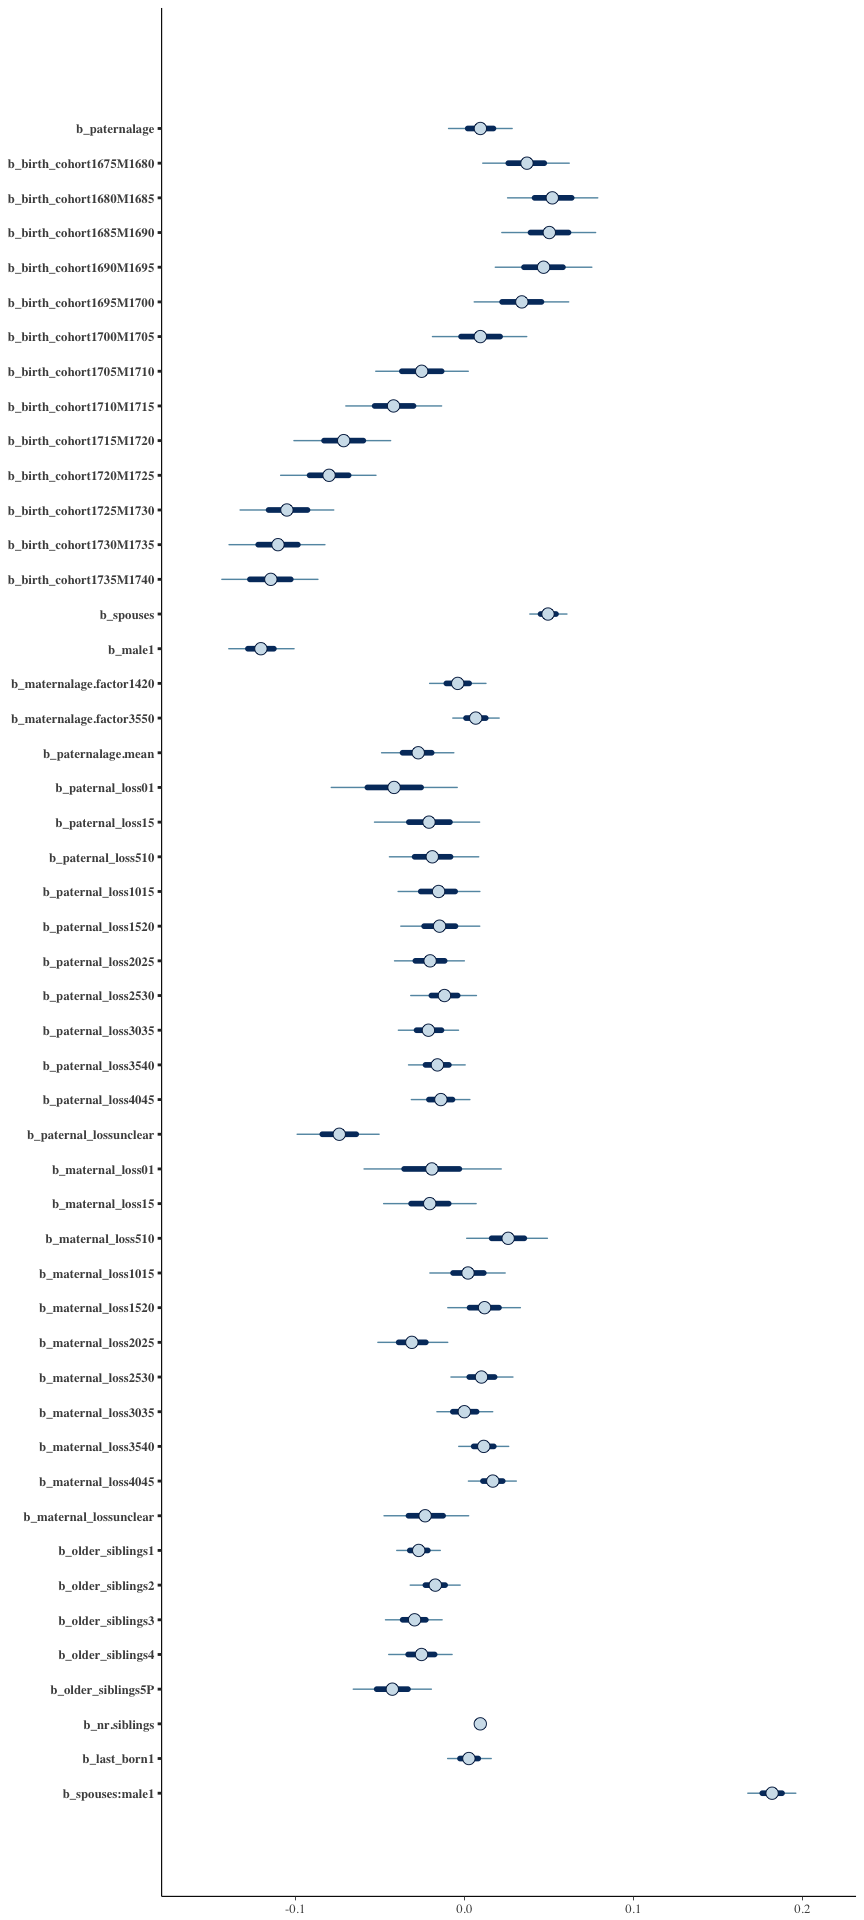 b_paternalage
b_birth_cohort1675M1680
b_birth_cohort1680M1685
b_birth_cohort1685M1690
b_birth_cohort1690M1695
b_birth_cohort1695M1700
b_birth_cohort1700M1705
b_birth_cohort1705M1710
b_birth_cohort1710M1715
b_birth_cohort1715M1720
b_birth_cohort1720M1725
b_birth_cohort1725M1730
b_birth_cohort1730M1735
b_birth_cohort1735M1740
b_spouses
b_male1
b_maternalage.factor1420
b_maternalage.factor3550
b_paternalage.mean
b_paternal_loss01
b_paternal_loss15
b_paternal_loss510
b_paternal_loss1015
b_paternal_loss1520
b_paternal_loss2025
b_paternal_loss2530
b_paternal_loss3035
b_paternal_loss3540
b_paternal_loss4045
b_paternal_lossunclear
b_maternal_loss01
b_maternal_loss15
b_maternal_loss510
b_maternal_loss1015
b_maternal_loss1520
b_maternal_loss2025
b_maternal_loss2530
b_maternal_loss3035
b_maternal_loss3540
b_maternal_loss4045
b_maternal_lossunclear
b_older_siblings1
b_older_siblings2
b_older_siblings3
b_older_siblings4
b_older_siblings5P
b_nr.siblings
b_last_born1
b_spouses:male1
-0.1 0.0 0.1 0.2